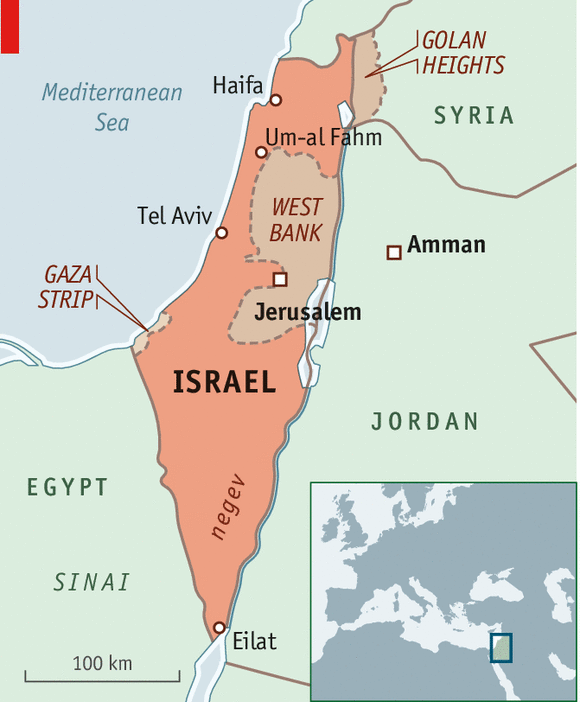 GOLAN
HEIGHTS
Haifa
Mediterranean
Sea
SYRIA
Um-al Fahm
WEST
BANK
Tel Aviv
Amman
GAZA
STRIP
Jerusalem
ISRAEL
JORDAN
EGYPT
negev
SINAI
Eilat
100 km